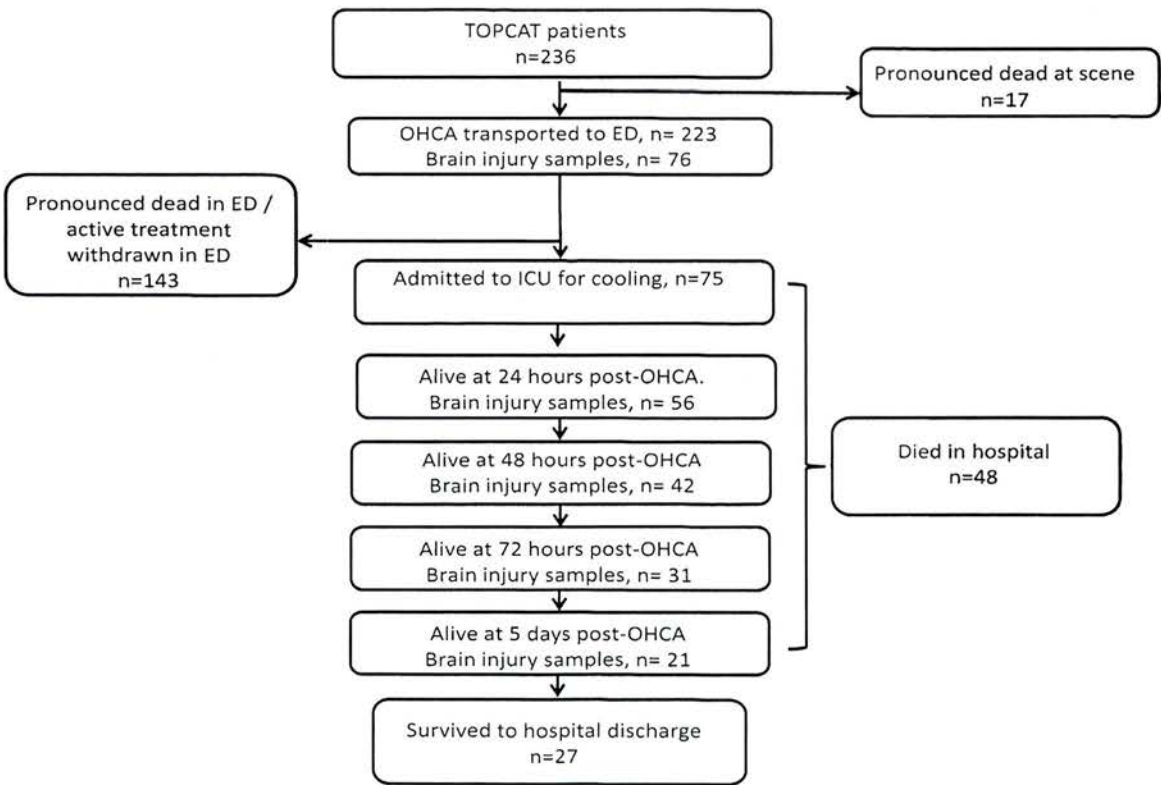 TOPCAT patients
n=236
Pronounced dead at scene
n=17
OHCA transported to ED, n= 223
Brain injury samples, n= 76
Pronounced dead in ED /
active treatment
withdrawn in ED
n=143
Admitted to ICU for cooling, n=75
Alive at 24 hours post-OHCA.
Brain injury samples, n= 56
Alive at 48 hours post-OHCA
Brain injury samples, n= 42
Died in hospital
n=48
Alive at 72 hours post-OHCA
Brain injury samples, n= 31
Alive at 5 days post-OHCA
Brain injury samples, n= 21
Survived to hospital discharge
n=27